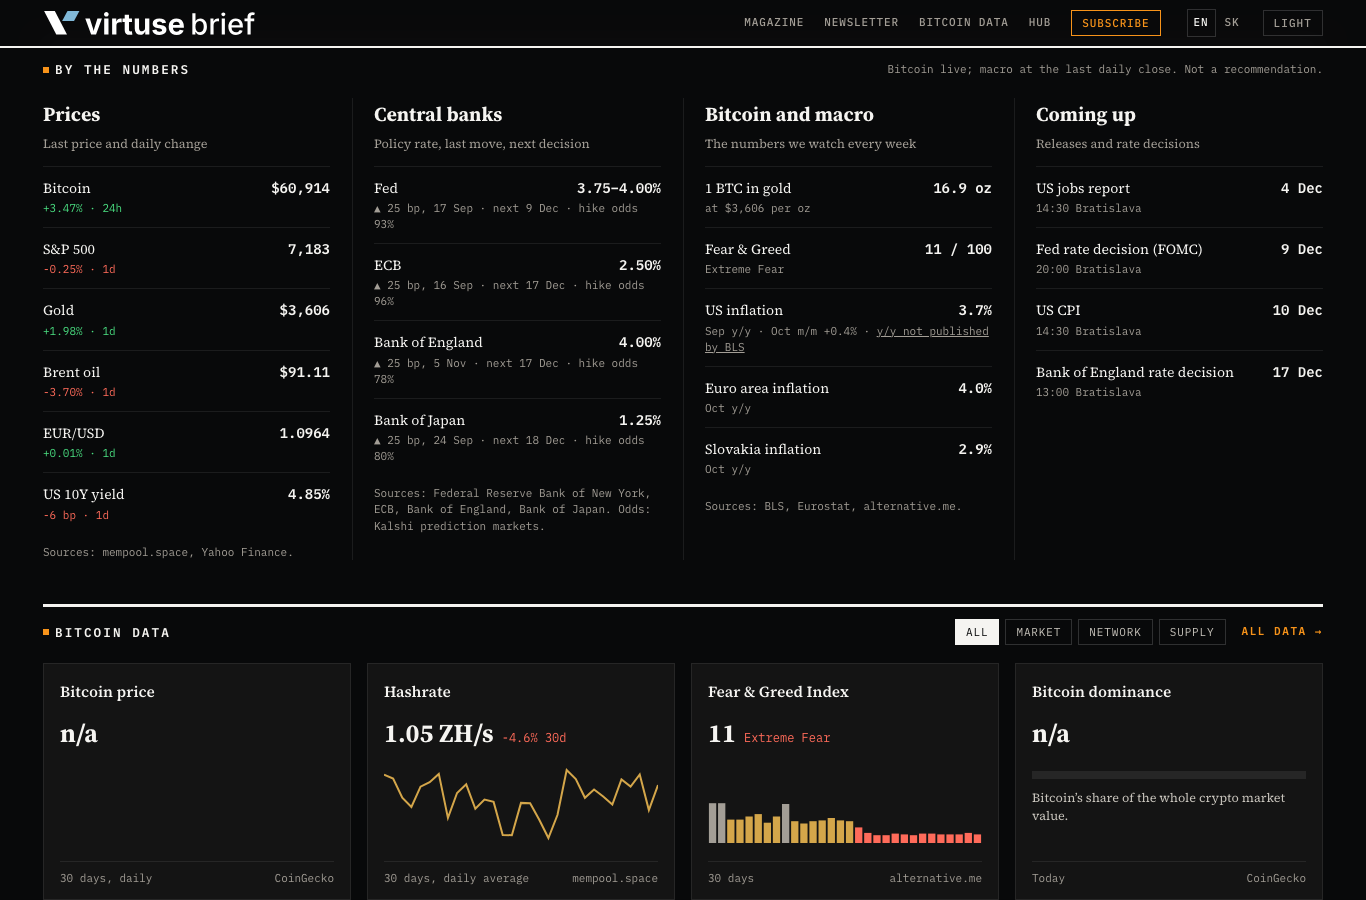 virtuse brief
MAGAZINE NEWSLETTER BITCOIN DATA HUB SUBSCRIBE EN SK LIGHT
BY THE NUMBERS
Bitcoin live; macro at the last daily close. Not a recommendation.
Prices
Last price and daily change
Bitcoin $60,914
+3.47% · 24h
S&P 500 7,183
-0.25% · 1d
Gold $3,606
+1.98% · 1d
Brent oil $91.11
-3.70% · 1d
EUR/USD 1.0964
+0.01% · 1d
US 10Y yield 4.85%
-6 bp · 1d
Sources: mempool.space, Yahoo Finance.
Central banks
Policy rate, last move, next decision
Fed 3.75–4.00%
▲ 25 bp, 17 Sep · next 9 Dec · hike odds
93%
ECB 2.50%
▲ 25 bp, 16 Sep · next 17 Dec · hike odds
96%
Bank of England 4.00%
▲ 25 bp, 5 Nov · next 17 Dec · hike odds
78%
Bank of Japan 1.25%
▲ 25 bp, 24 Sep · next 18 Dec · hike odds
80%
Sources: Federal Reserve Bank of New York,
ECB, Bank of England, Bank of Japan. Odds:
Kalshi prediction markets.
Bitcoin and macro
The numbers we watch every week
1 BTC in gold 16.9 oz
at $3,606 per oz
Fear & Greed 11 / 100
Extreme Fear
US inflation 3.7%
Sep y/y · Oct m/m +0.4% · y/y not published
by BLS
Euro area inflation 4.0%
Oct y/y
Slovakia inflation 2.9%
Oct y/y
Sources: BLS, Eurostat, alternative.me.
Coming up
Releases and rate decisions
US jobs report 4 Dec
14:30 Bratislava
Fed rate decision (FOMC) 9 Dec
20:00 Bratislava
US CPI 10 Dec
14:30 Bratislava
Bank of England rate decision 17 Dec
13:00 Bratislava
BITCOIN DATA
ALL MARKET NETWORK SUPPLY ALL DATA →
Bitcoin price
n/a
30 days, daily CoinGecko
Hashrate
1.05 ZH/s -4.6% 30d
30 days, daily average mempool.space
Fear & Greed Index
11 Extreme Fear
30 days alternative.me
Bitcoin dominance
n/a
Bitcoin's share of the whole crypto market
value.
Today CoinGecko